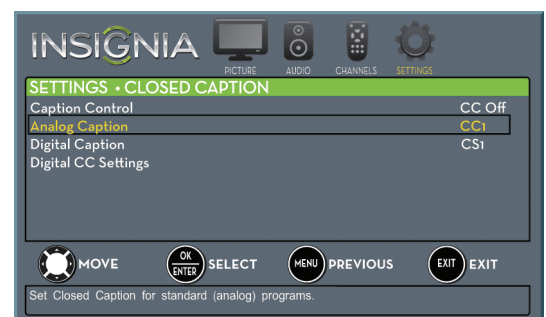 INSIGNIA
PICTURE AUDIO CHANNELS SETTINGS
SETTINGS • CLOSED CAPTION
Caption Control CC Off
Analog Caption CC1
Digital Caption CS1
Digital CC Settings
MOVE OK ENTER SELECT MENU PREVIOUS EXIT EXIT
Set Closed Caption for standard (analog) programs.